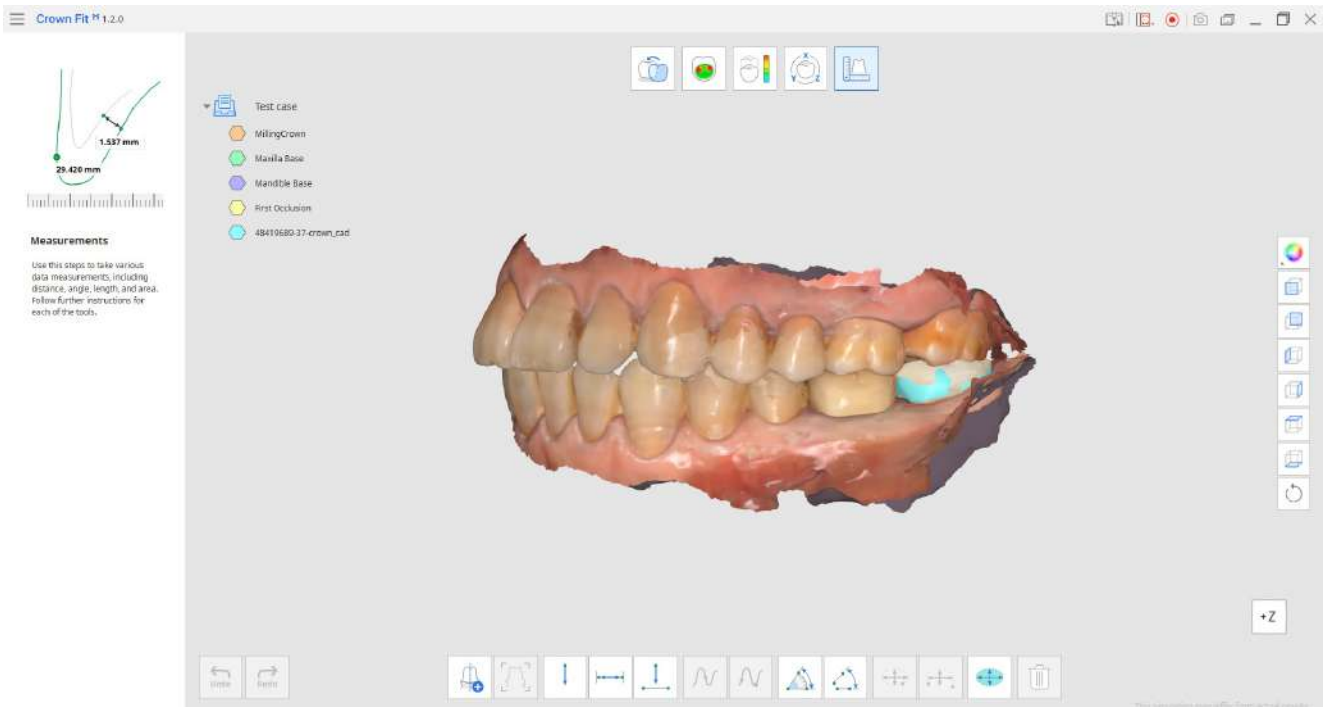 Crown Fit M 1.2.0
1.537 mm
29.420 mm
Measurements
Use this steps to take various
data measurements, including
distance, angle, length, and area.
Follow further instructions for
each of the tools.
Test case
MillingCrown
Maxilla Base
Mandible Base
First Occlusion
48419689-37-crown_cad
X
Y
Z
+Z
Undo
Redo